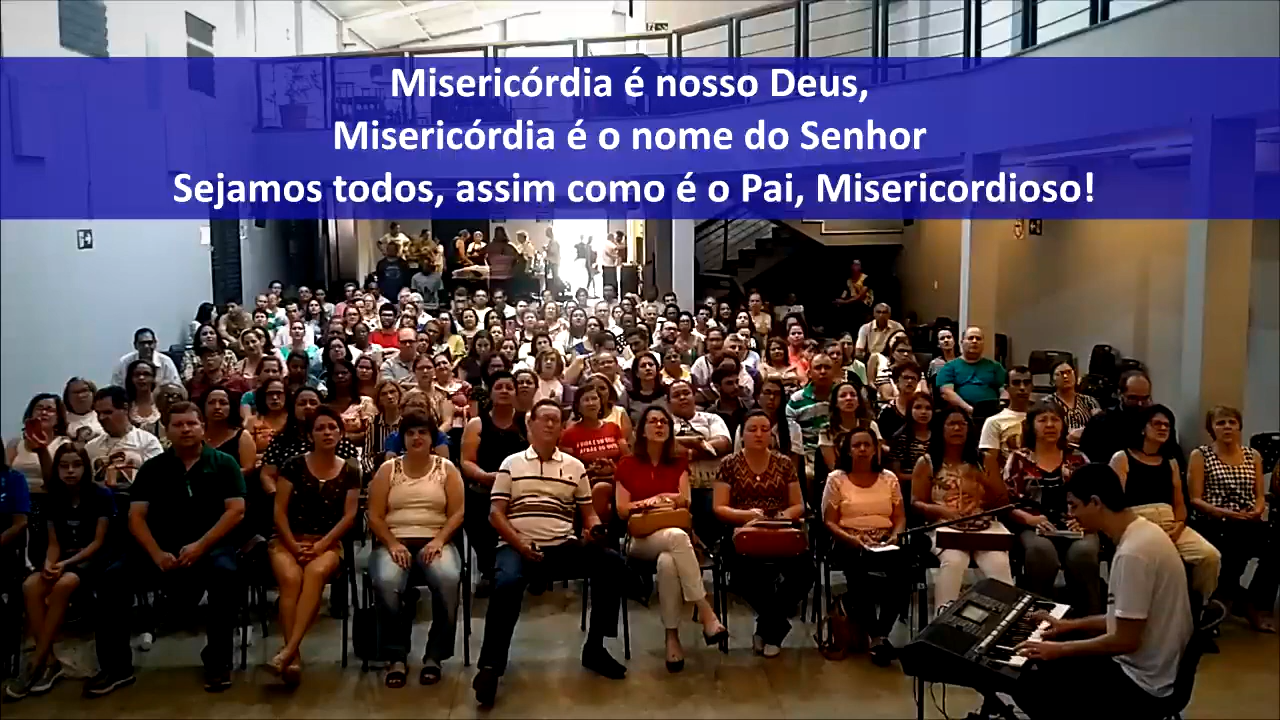 Misericórdia é nosso Deus,
Misericórdia é o nome do Senhor
Sejamos todos, assim como é o Pai, Misericordioso!